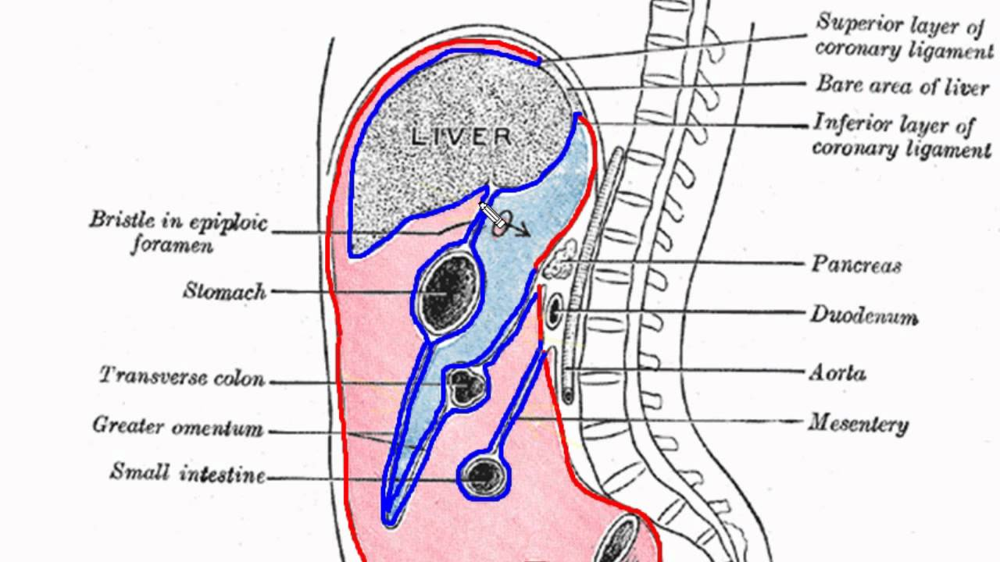 Superior layer of
coronary ligament
Bare area of liver
LIVER
Inferior layer of
coronary ligament
Bristle in epiploic
foramen
Pancreas
Stomach
Duodenum
Transverse colon
Aorta
Greater omentum
Mesentery
Small intestine